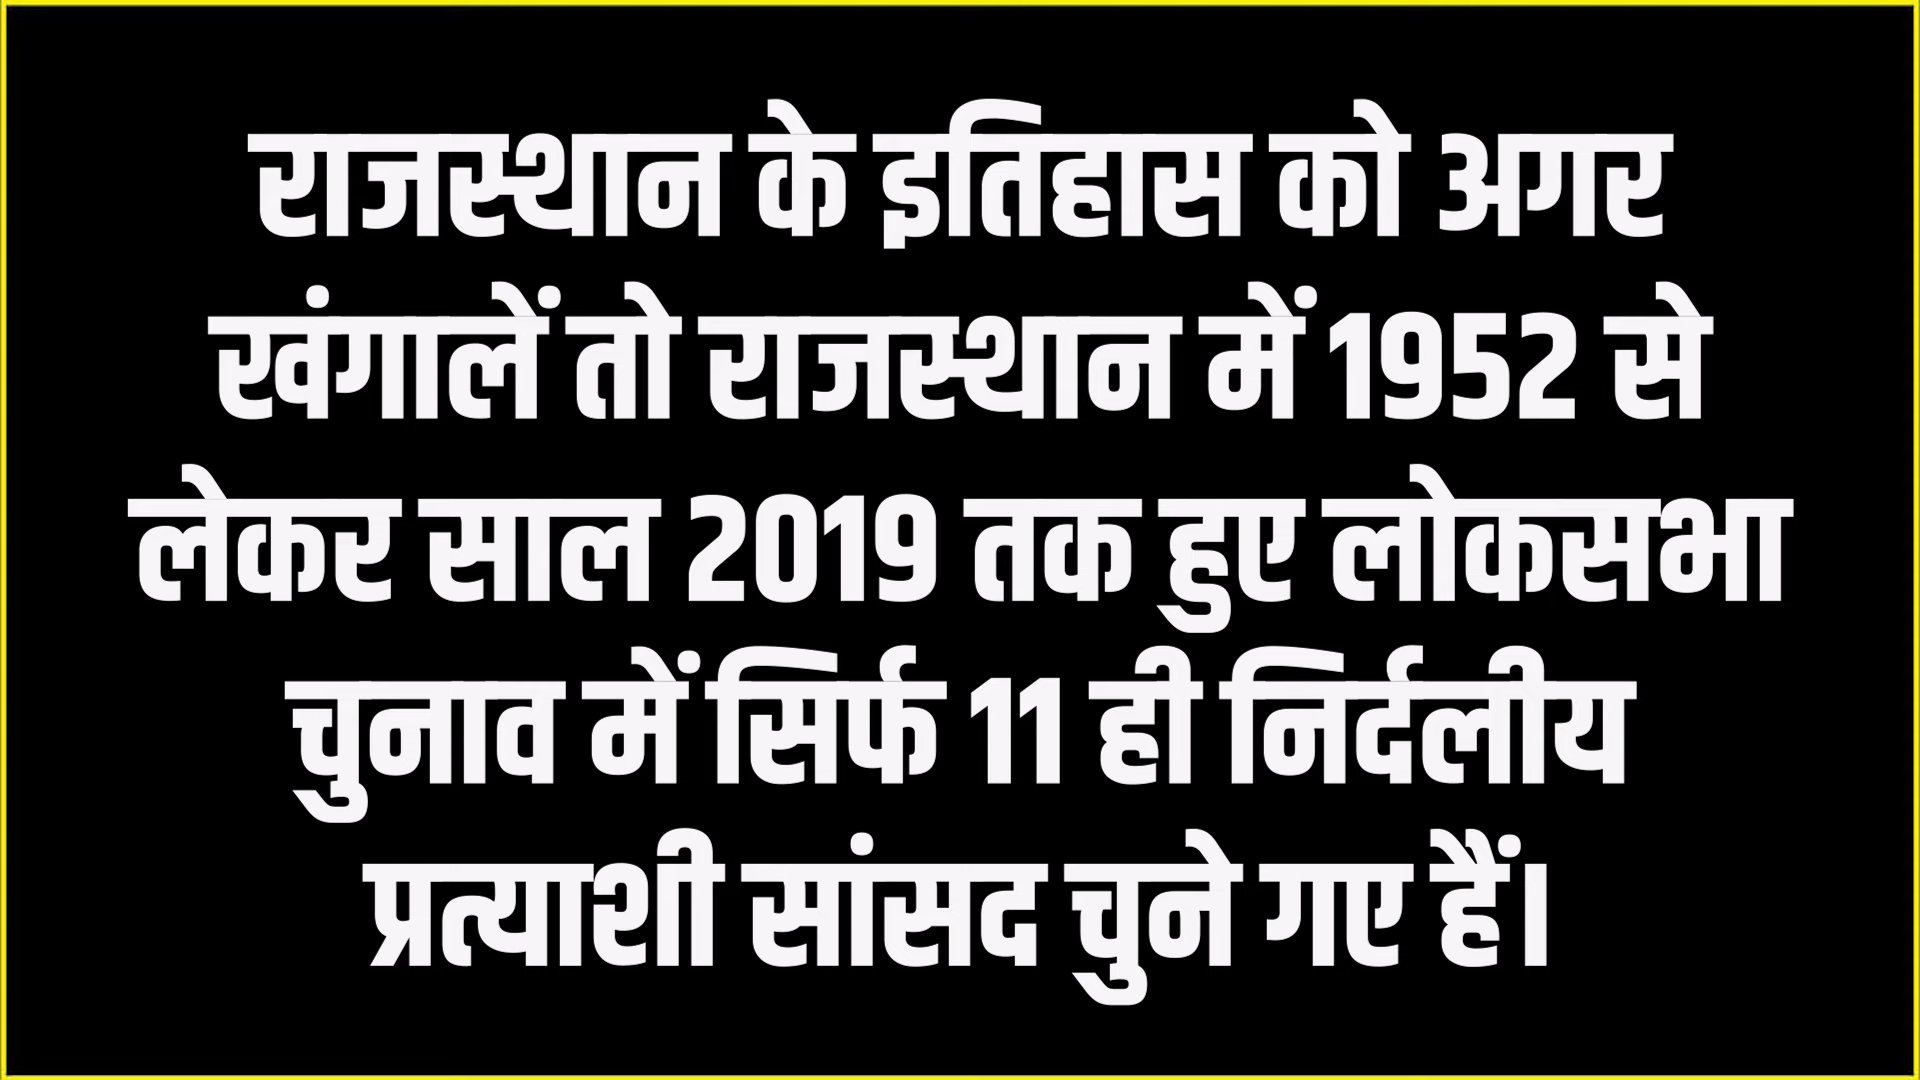 राजस्थान के इतिहास को अगर
खंगालें तो राजस्थान में 1952 से
लेकर साल 2019 तक हुए लोकसभा
चुनाव में सिर्फ 11 ही निर्दलीय
प्रत्याशी सांसद चुने गए हैं।